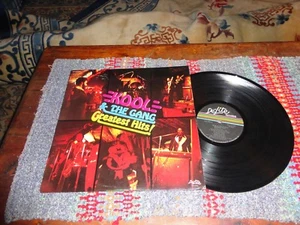 KOOL
& THE GANG
Greatest Hits!
De-Lite